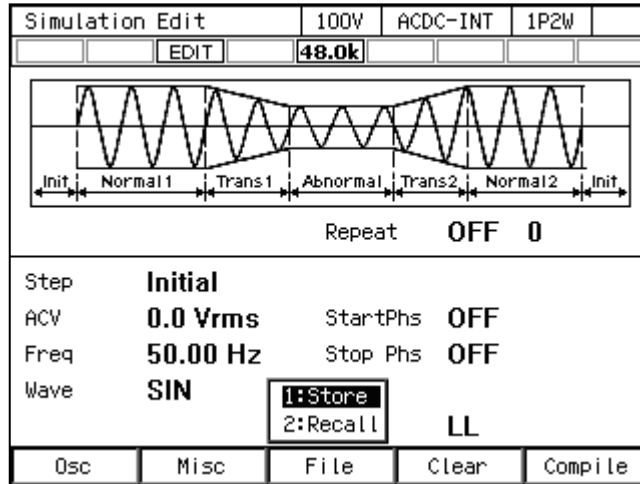 Simulation Edit 100V ACDC-INT 1P2W
EDIT 48.0k
Init Normal1 Trans1 Abnormal Trans2 Normal2 Init
Repeat OFF 0
Step Initial
ACV 0.0 Vrms StartPhs OFF
Freq 50.00 Hz Stop Phs OFF
Wave SIN 1:Store
2:Recall LL
Osc Misc File Clear Compile